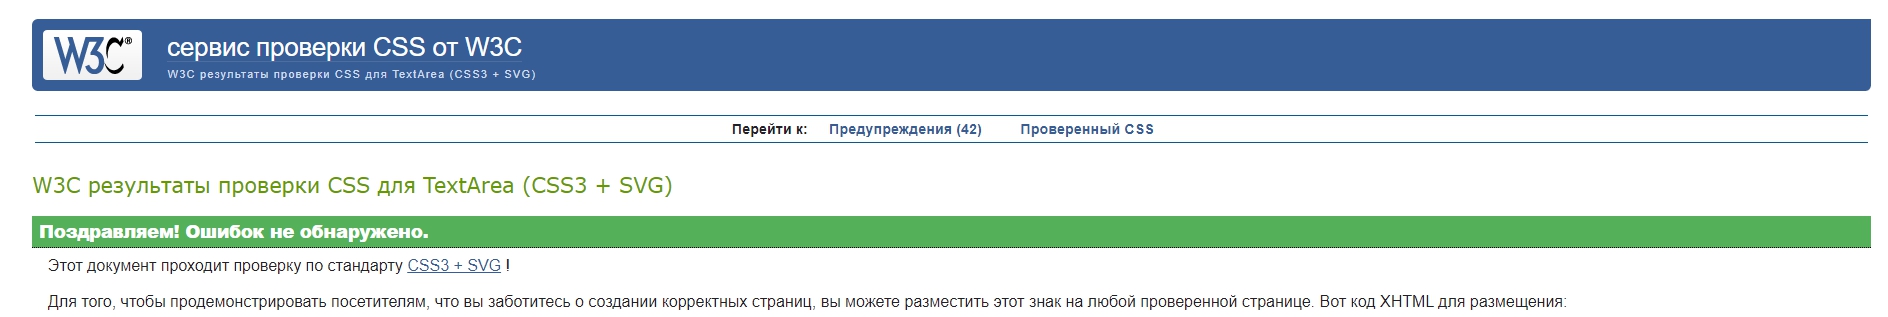 W3C®
сервис проверки CSS от W3C
W3C результаты проверки CSS для TextArea (CSS3 + SVG)
Перейти к: Предупреждения (42) Проверенный CSS
W3C результаты проверки CSS для TextArea (CSS3 + SVG)
Поздравляем! Ошибок не обнаружено.
Этот документ проходит проверку по стандарту CSS3 + SVG !
Для того, чтобы продемонстрировать посетителям, что вы заботитесь о создании корректных страниц, вы можете разместить этот знак на любой проверенной странице. Вот код XHTML для размещения: